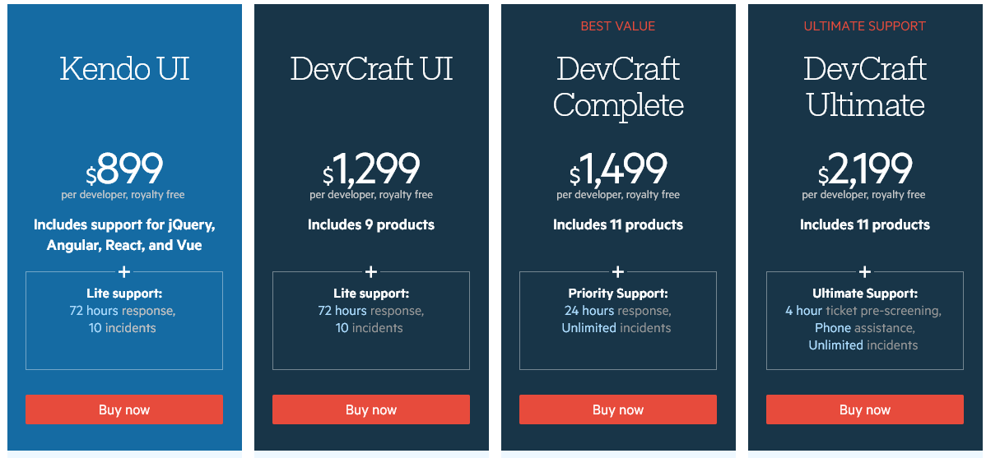 Kendo UI
$899
per developer, royalty free
Includes support for jQuery,
Angular, React, and Vue
+
Lite support:
72 hours response,
10 incidents
Buy now
DevCraft UI
$1,299
per developer, royalty free
Includes 9 products
+
Lite support:
72 hours response,
10 incidents
Buy now
BEST VALUE
DevCraft
Complete
$1,499
per developer, royalty free
Includes 11 products
+
Priority Support:
24 hours response,
Unlimited incidents
Buy now
ULTIMATE SUPPORT
DevCraft
Ultimate
$2,199
per developer, royalty free
Includes 11 products
+
Ultimate Support:
4 hour ticket pre-screening,
Phone assistance,
Unlimited incidents
Buy now